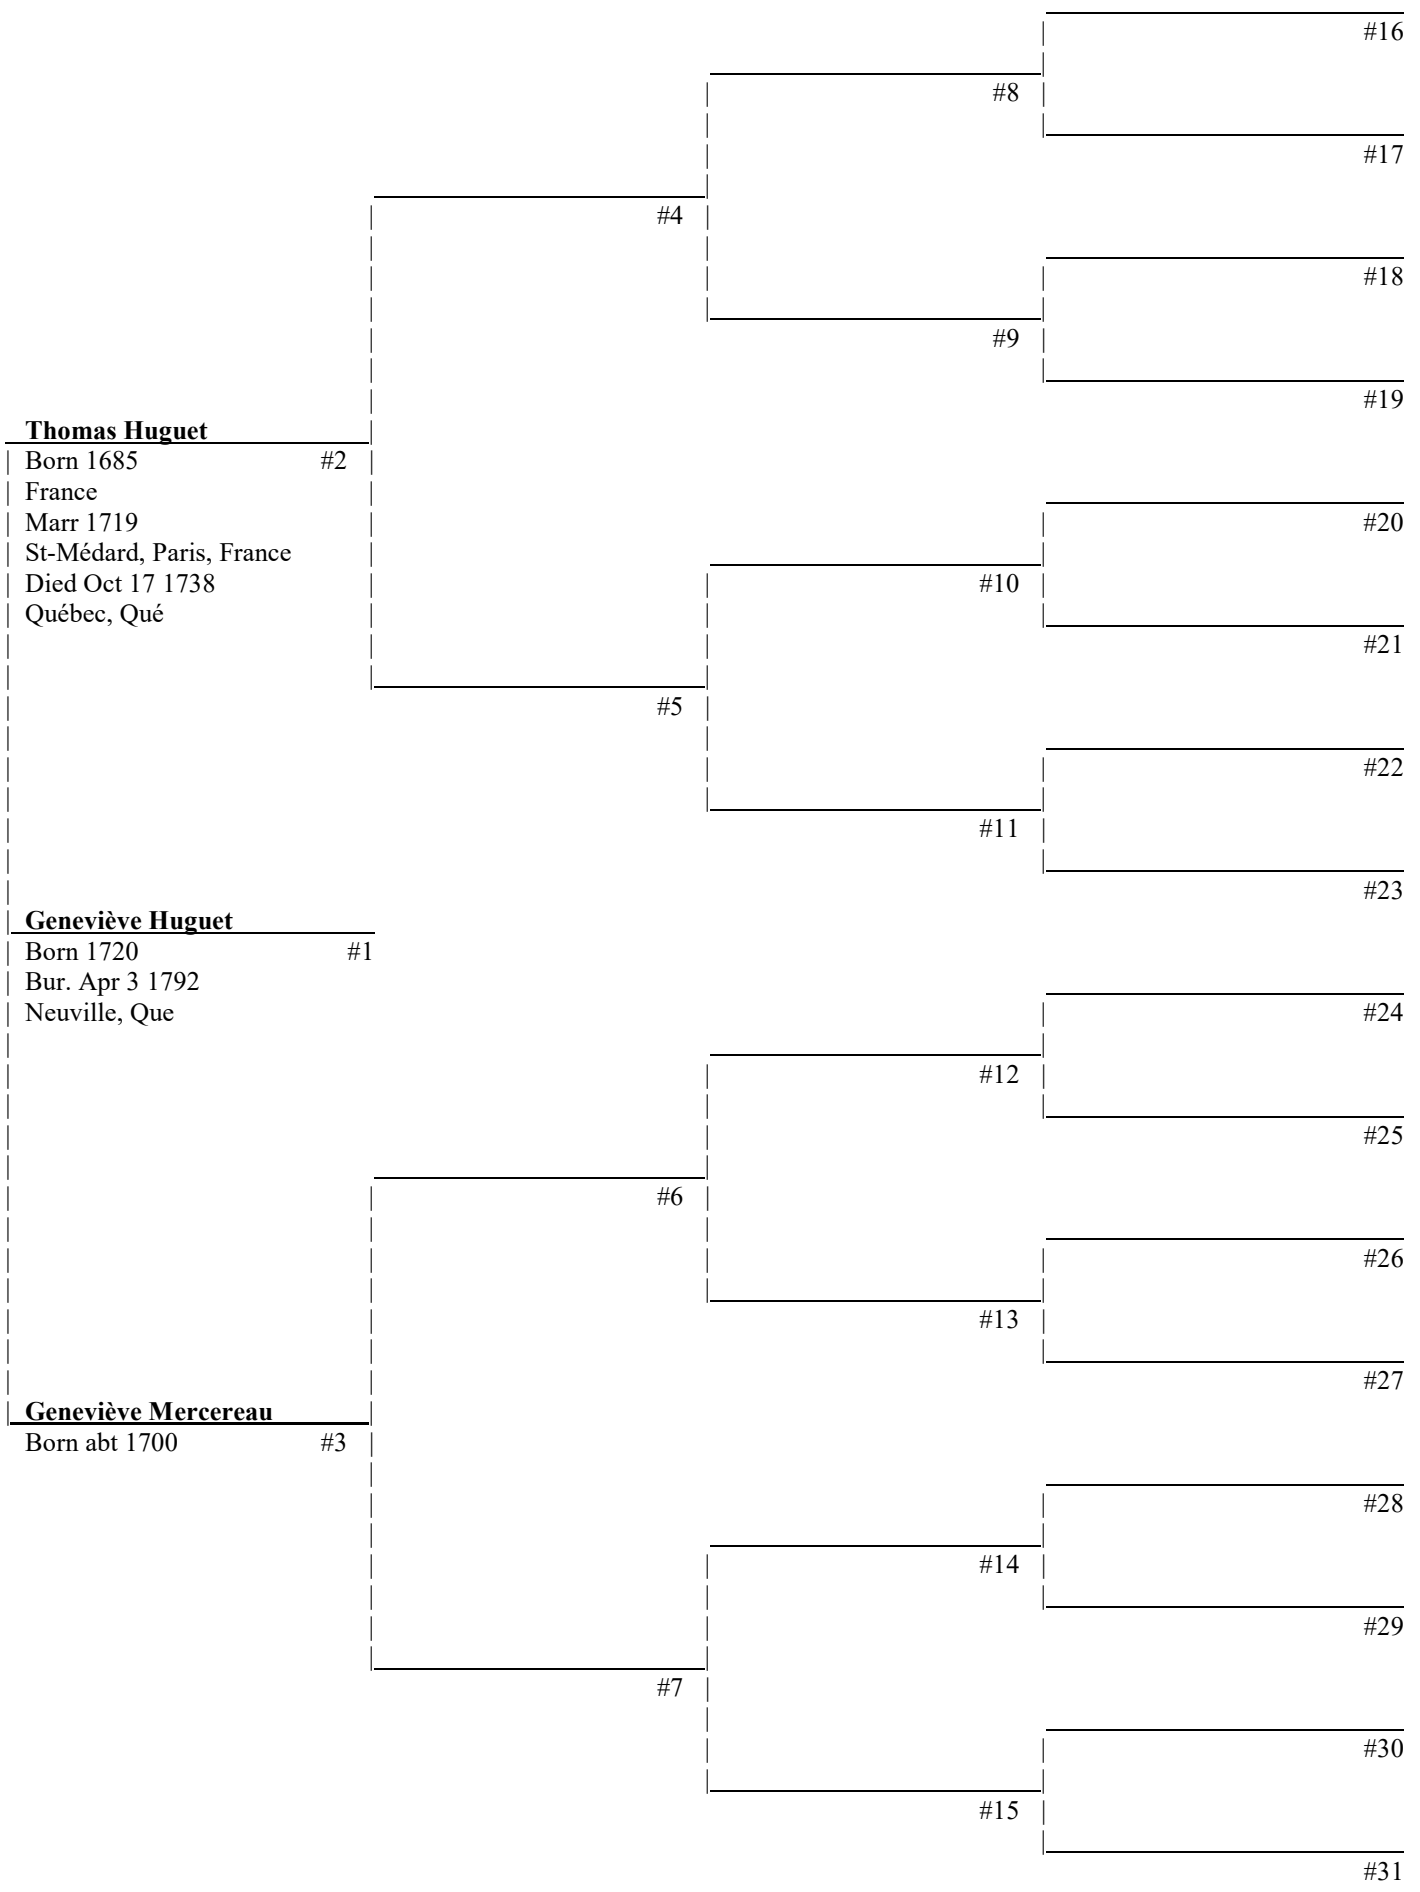 #16
#8
#17
#4
#18
#9
#19
Thomas Huguet
Born 1685 #2
France
Marr 1719
#20
St-Médard, Paris, France
Died Oct 17 1738
#10
Québec, Qué
#21
#5
#22
#11
#23
Geneviève Huguet
Born 1720 #1
Bur. Apr 3 1792
Neuville, Que
#24
#12
#25
#6
#26
#13
#27
Geneviève Mercereau
Born abt 1700 #3
#28
#14
#29
#7
#30
#15
#31